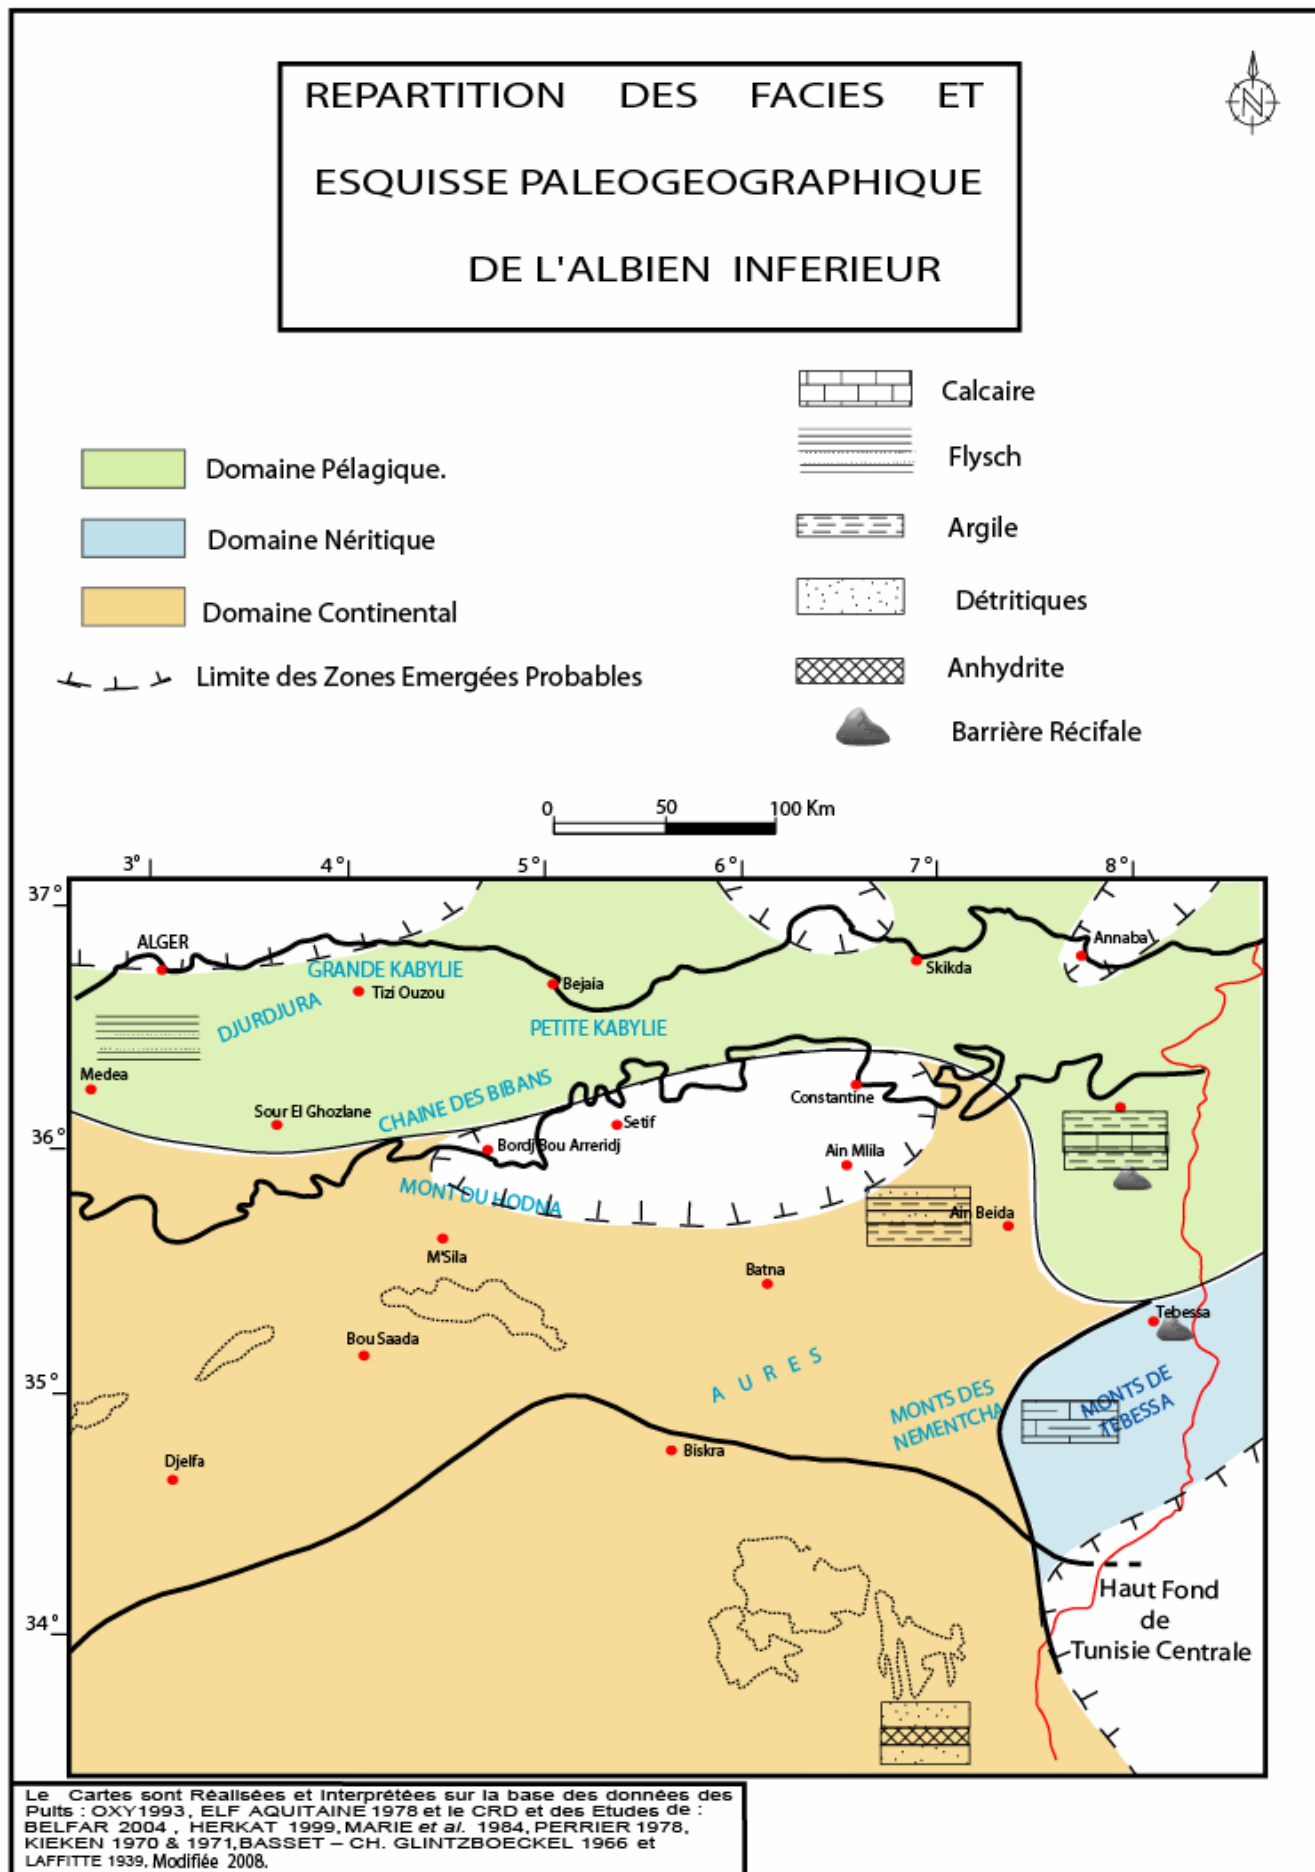 REPARTITION DES FACIES ET
ESQUISSE PALEOGEOGRAPHIQUE
DE L'ALBIEN INFERIEUR
N
Domaine Pélagique.
Domaine Néritique
Domaine Continental
Limite des Zones Emergées Probables
Calcaire
Flysch
Argile
Détritiques
Anhydrite
Barrière Récifale
0 50 100 Km
3° 4° 5° 6° 7° 8°
37°
36°
35°
34°
ALGER
GRANDE KABYLIE
Tizi Ouzou
DJURDJURA
Bejaia
PETITE KABYLIE
Skikda
Annaba
Medea
Sour El Ghozlane
CHAINE DES BIBANS
Setif
Bordj Bou Arreridj
Constantine
Ain Mlila
MONT DU HODNA
Ain Beida
M'Sila
Batna
Bou Saada
Tebessa
AURES
MONTS DES
NEMENTCHA
MONTS DE
TEBESSA
Djelfa
Biskra
Haut Fond
de
Tunisie Centrale
Le Cartes sont Réalisées et Interprétées sur la base des données des
Puits : OXY1993 , ELF AQUITAINE 1978 et le CRD et des Etudes de :
BELFAR 2004 , HERKAT 1999, MARIE et al. 1984, PERRIER 1978,
KIEKEN 1970 & 1971,BASSET – CH. GLINTZBOECKEL 1966 et
LAFFITTE 1939, Modifiée 2008.